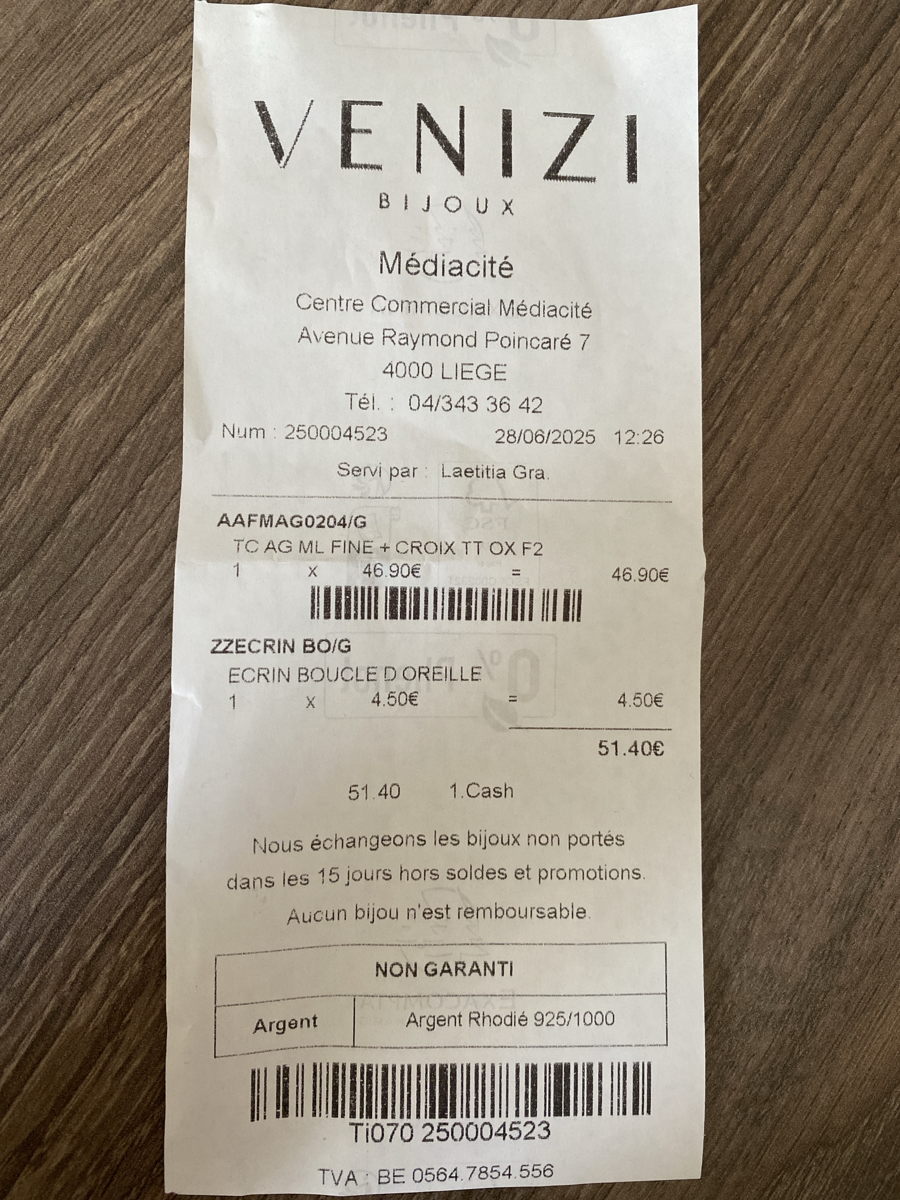 VENIZI
BIJOUX
Médiacité
Centre Commercial Médiacité
Avenue Raymond Poincaré 7
4000 LIEGE
Tél. : 04/343 36 42
Num : 250004523 28/06/2025 12:26
Servi par : Laetitia Gra.
AAFMAG0204/G
TC AG ML FINE + CROIX TT OX F2
1 x 46.90€ = 46.90€
ZZECRIN BO/G
ECRIN BOUCLE D OREILLE
1 x 4.50€ = 4.50€
51.40€
51.40 1.Cash
Nous échangeons les bijoux non portés
dans les 15 jours hors soldes et promotions.
Aucun bijou n'est remboursable.
NON GARANTI
Argent Argent Rhodié 925/1000
Ti070 250004523
TVA : BE 0564.7854.556